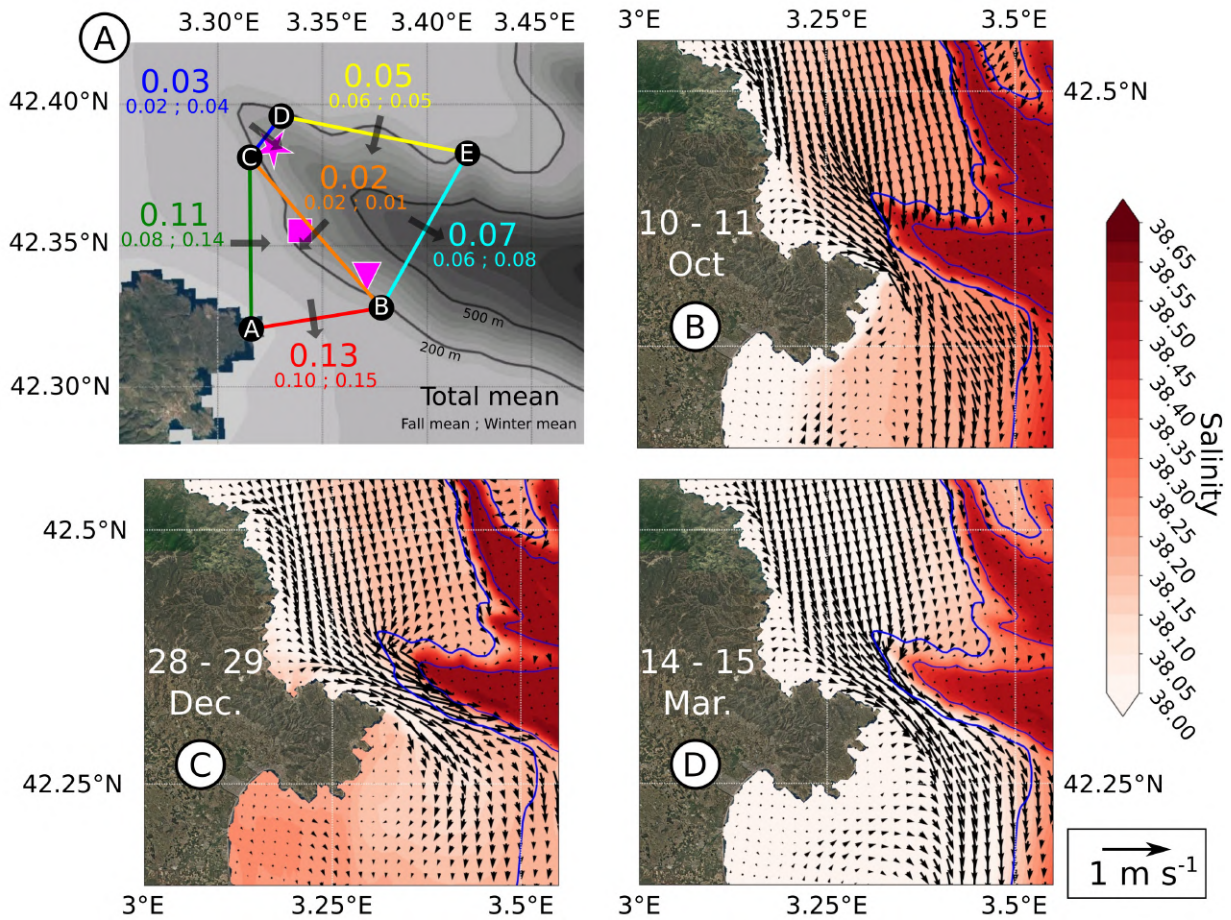 3.30°E 3.35°E 3.40°E 3.45°E
3°E 3.25°E 3.5°E
A
42.40°N
42.35°N
42.30°N
0.03
0.02 ; 0.04
0.05
0.06 ; 0.05
D
C
E
0.02
0.02 ; 0.01
0.11
0.08 ; 0.14
0.07
0.06 ; 0.08
A
B
0.13
0.10 ; 0.15
500 m
200 m
Total mean
Fall mean ; Winter mean
42.5°N
10 - 11
Oct
B
38.65
38.55
38.50
38.45
38.40
38.35
38.30
38.25
38.20
38.15
38.10
38.05
38.00
Salinity
3°E 3.25°E 3.5°E
42.5°N
42.25°N
28 - 29
Dec.
C
14 - 15
Mar.
D
42.25°N
1 m s⁻¹
3°E 3.25°E 3.5°E
3°E 3.25°E 3.5°E